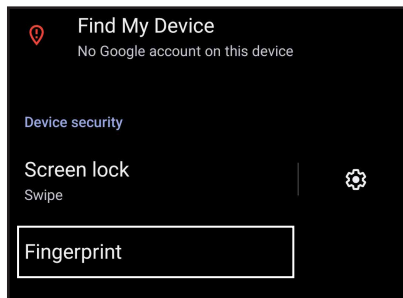 Find My Device
No Google account on this device
Device security
Screen lock
Swipe
Fingerprint